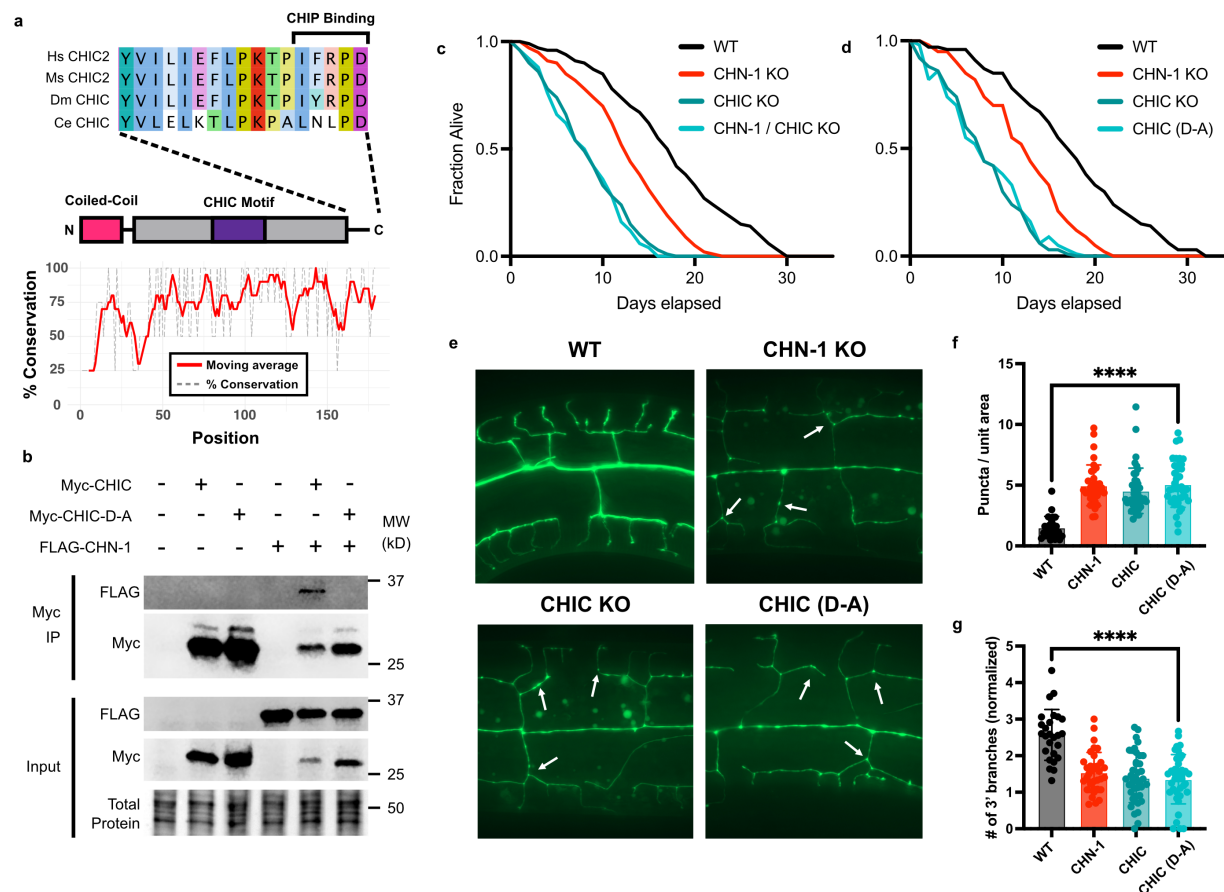 a
CHIP Binding
Hs CHIC2 Y V I L I E F L P K T P I F R P D
Ms CHIC2 Y V I L I E F L P K T P I F R P D
Dm CHIC Y V I L I E F I P K T P I Y R P D
Ce CHIC Y V L E L K T L P K P A L N L P D
Coiled-Coil
CHIC Motif
N
C
% Conservation
100
75
50
25
0
Moving average
% Conservation
0 50 100 150
Position
b
Myc-CHIC - + - - + -
Myc-CHIC-D-A - - + - - +
FLAG-CHN-1 - - - + + +
MW
(kD)
Myc
IP
FLAG
37
Myc
25
Input
FLAG
37
Myc
25
Total
Protein
50
c
WT
CHN-1 KO
CHIC KO
CHN-1 / CHIC KO
Fraction Alive
1.0
0.5
0.0
0 10 20 30
Days elapsed
d
WT
CHN-1 KO
CHIC KO
CHIC (D-A)
1.0
0.5
0.0
0 10 20 30
Days elapsed
e
WT
CHN-1 KO
CHIC KO
CHIC (D-A)
f
Puncta / unit area
15
10
5
0
****
WT
CHN-1
CHIC
CHIC (D-A)
g
# of 3' branches (normalized)
5
4
3
2
1
0
****
WT
CHN-1
CHIC
CHIC (D-A)